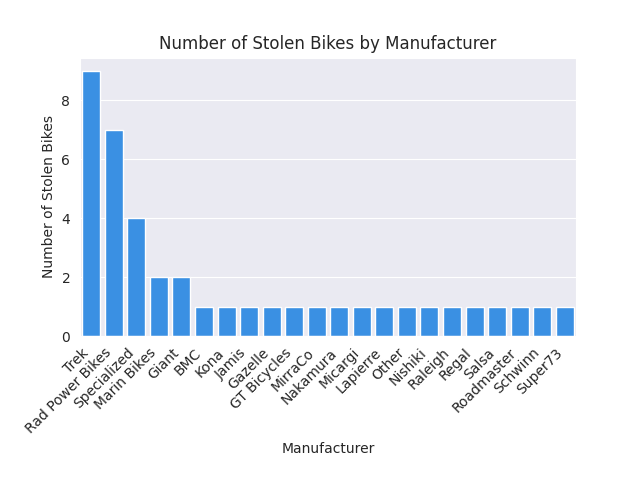 Number of Stolen Bikes by Manufacturer
Number of Stolen Bikes
8
6
4
2
0
Trek
Rad Power Bikes
Specialized
Marin Bikes
Giant
BMC
Kona
Jamis
Gazelle
GT Bicycles
MirraCo
Nakamura
Micargi
Lapierre
Other
Nishiki
Raleigh
Regal
Salsa
Roadmaster
Schwinn
Super73
Manufacturer